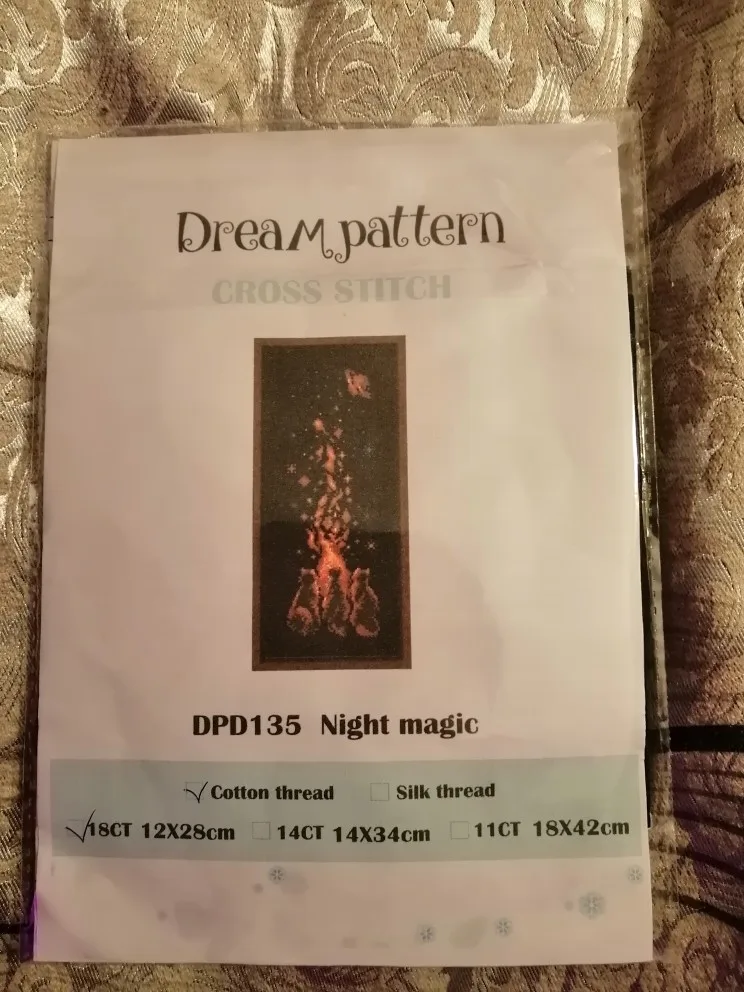 Dream pattern
CROSS STITCH
DPD135 Night magic
Cotton thread Silk thread
18CT 12X28cm 14CT 14X34cm 11CT 18X42cm